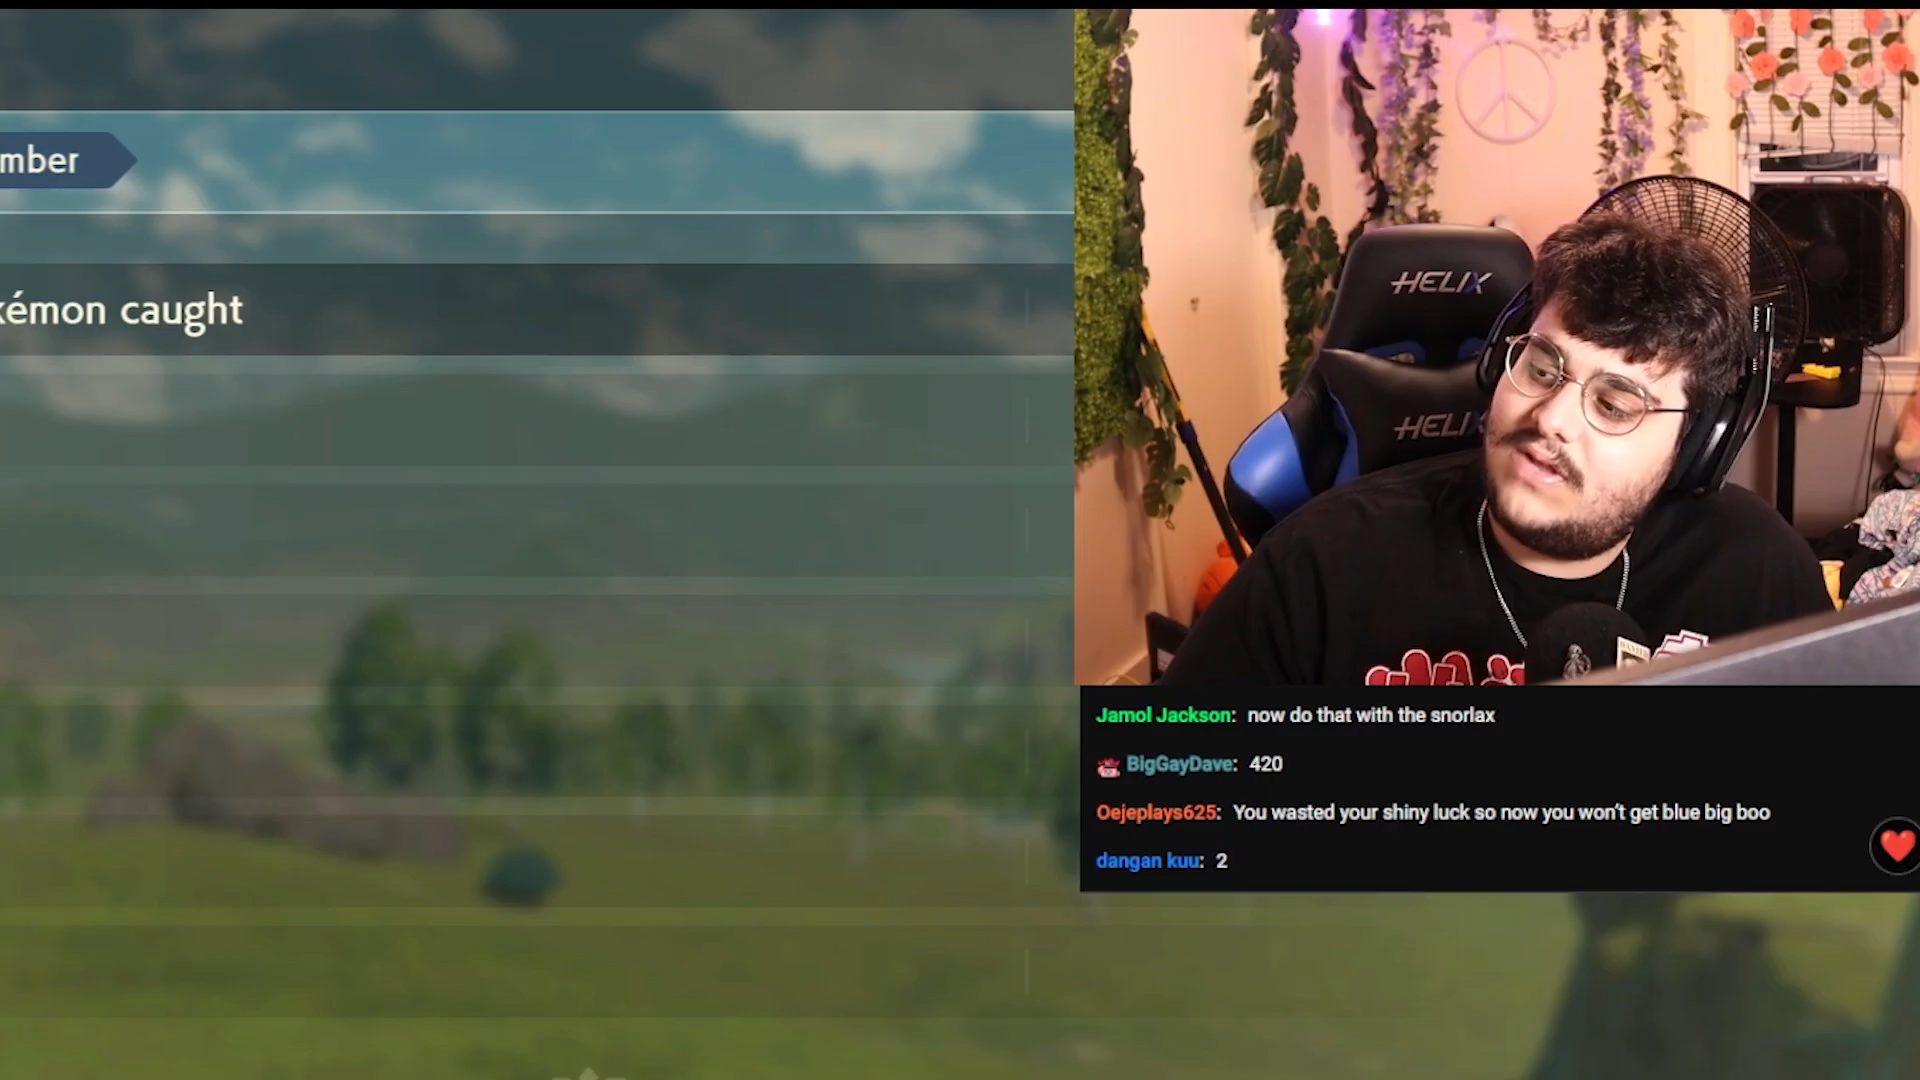 mber
kémon caught
HELIX
HELIX
Jamol Jackson: now do that with the snorlax
BigGayDave: 420
Oejeplays625: You wasted your shiny luck so now you won't get blue big boo
dangan kuu: 2